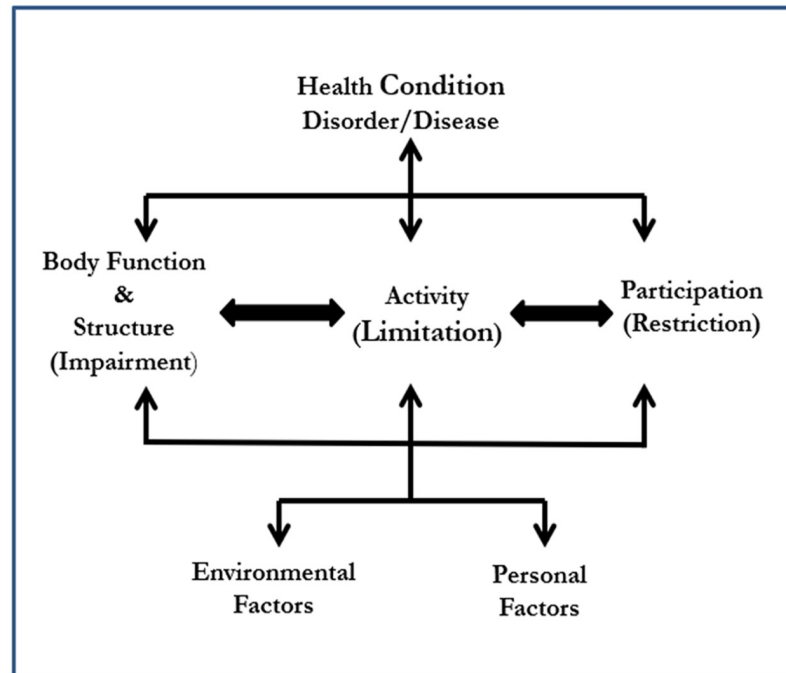 Health Condition
Disorder/Disease
Body Function
&
Structure
(Impairment)
Activity
(Limitation)
Participation
(Restriction)
Environmental
Factors
Personal
Factors